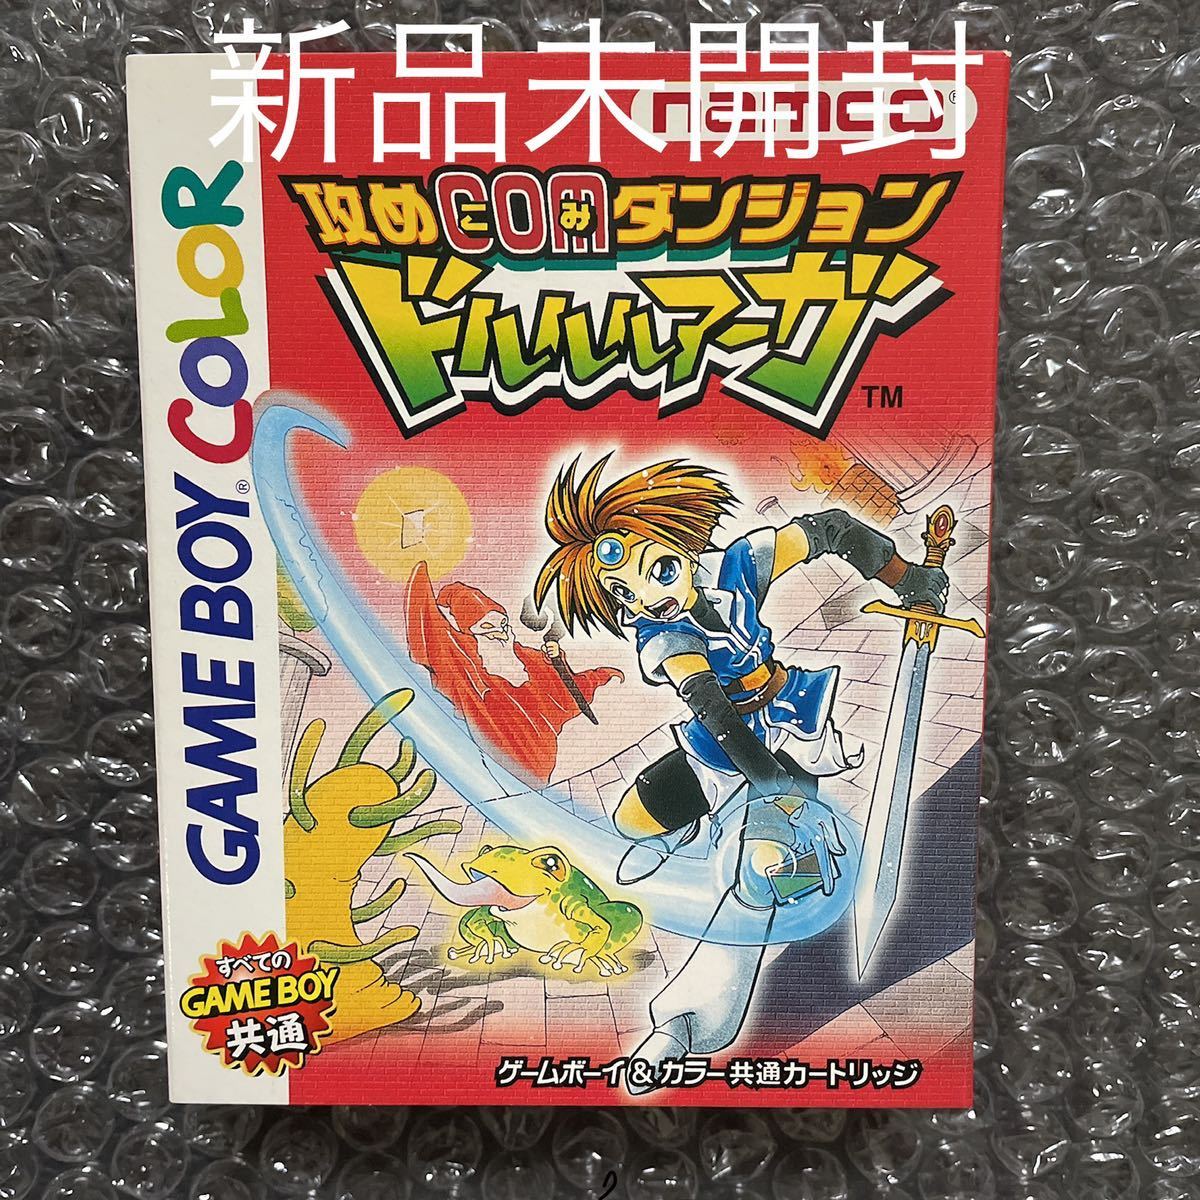 新品未開封
namco®
攻めCOMダンジョン
こみ
ドルルルアーガ
TM
GAME BOY® COLOR
すべての
GAME BOY
共通
ゲームボーイ&カラー共通カートリッジ